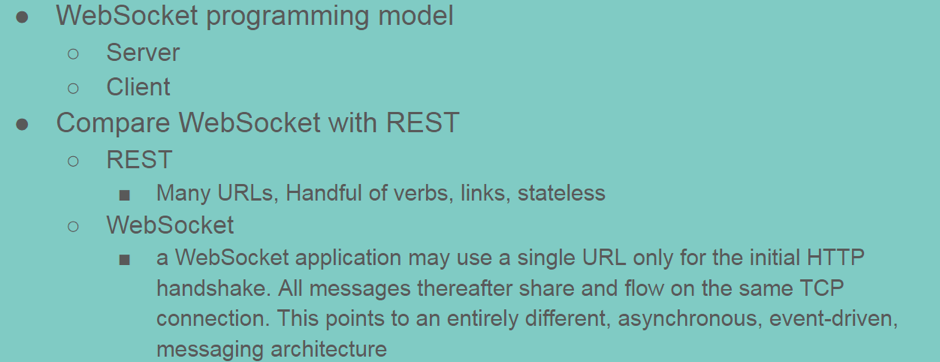 ● WebSocket programming model
○ Server
○ Client
● Compare WebSocket with REST
○ REST
■ Many URLs, Handful of verbs, links, stateless
○ WebSocket
■ a WebSocket application may use a single URL only for the initial HTTP
handshake. All messages thereafter share and flow on the same TCP
connection. This points to an entirely different, asynchronous, event-driven,
messaging architecture